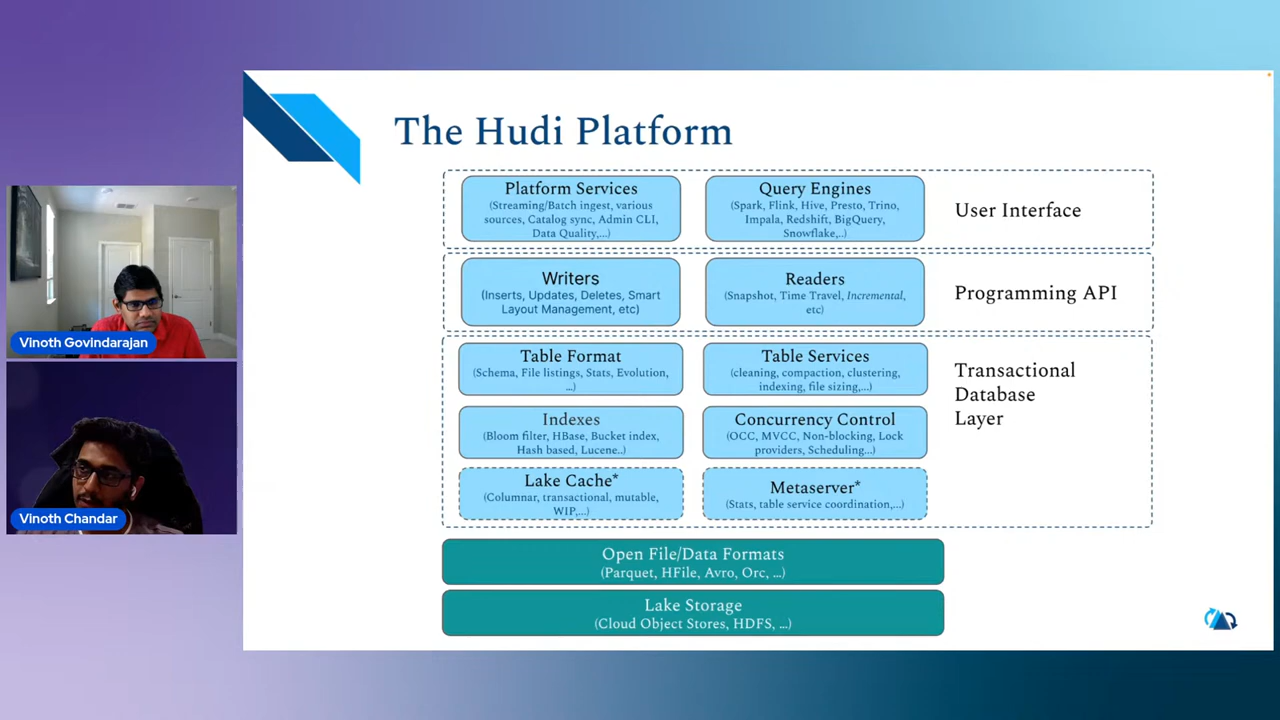 The Hudi Platform
Platform Services
(Streaming/Batch ingest, various
sources, Catalog sync, Admin CLI,
Data Quality,...)
Query Engines
(Spark, Flink, Hive, Presto, Trino,
Impala, Redshift, BigQuery,
Snowflake,..)
User Interface
Writers
(Inserts, Updates, Deletes, Smart
Layout Management, etc)
Readers
(Snapshot, Time Travel, Incremental,
etc)
Programming API
Table Format
(Schema, File listings, Stats, Evolution,
...)
Table Services
(cleaning, compaction, clustering,
indexing, file sizing,...)
Transactional
Database
Layer
Indexes
(Bloom filter, HBase, Bucket index,
Hash based, Lucene..)
Concurrency Control
(OCC, MVCC, Non-blocking, Lock
providers, Scheduling...)
Lake Cache*
(Columnar, transactional, mutable,
WIP,...)
Metaserver*
(Stats, table service coordination,...)
Open File/Data Formats
(Parquet, HFile, Avro, Orc, ...)
Lake Storage
(Cloud Object Stores, HDFS, ...)
Vinoth Govindarajan
Vinoth Chandar